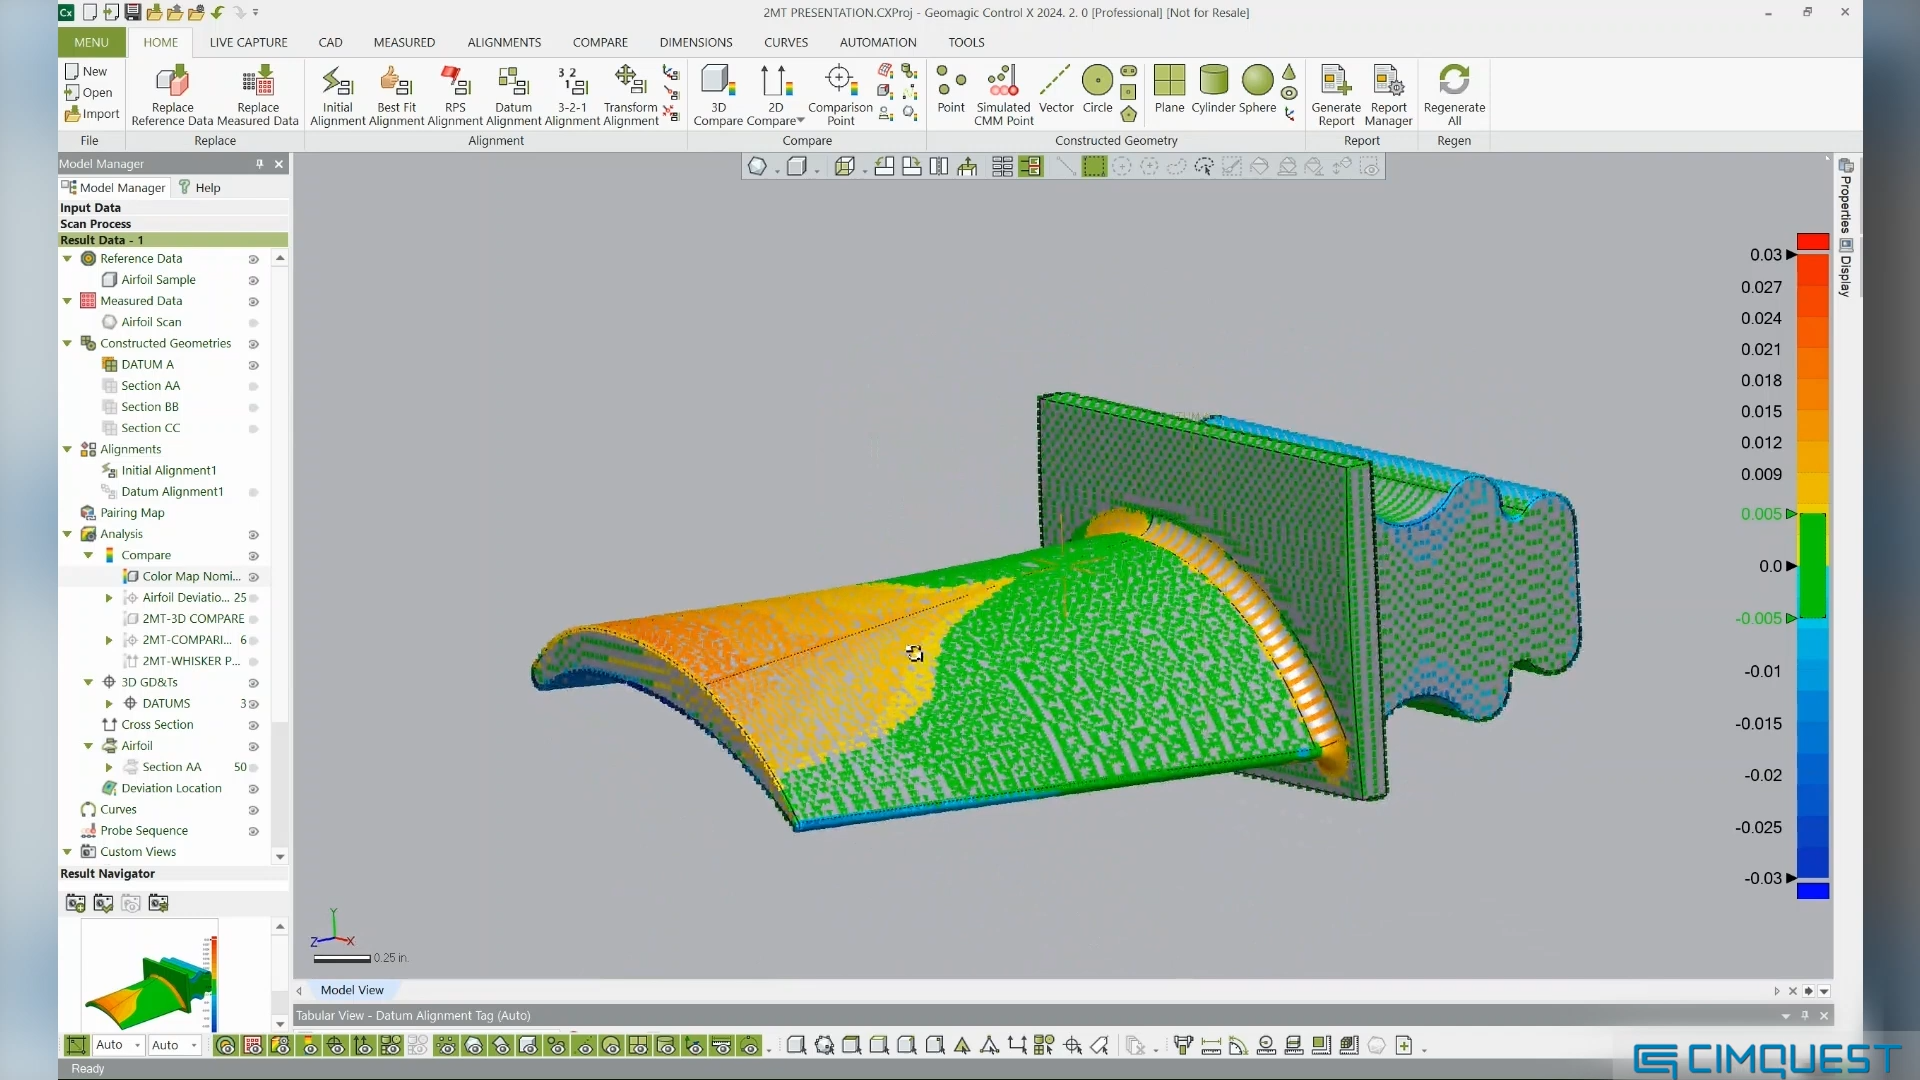 Cx
2MT PRESENTATION.CXProj - Geomagic Control X 2024. 2. 0 [Professional] [Not for Resale]
MENU HOME LIVE CAPTURE CAD MEASURED ALIGNMENTS COMPARE DIMENSIONS CURVES AUTOMATION TOOLS
New
Open
Import
Replace Reference Data
Replace Measured Data
Initial Alignment
Best Fit Alignment
RPS Alignment
Datum Alignment
3 2 1
3-2-1 Alignment
Transform Alignment
3D Compare
2D Compare
Comparison Point
Point
Simulated CMM Point
Vector
Circle
Plane
Cylinder
Sphere
Generate Report
Report Manager
Regenerate All
File Replace Alignment Compare Constructed Geometry Report Regen
Model Manager
Model Manager Help
Input Data
Scan Process
Result Data - 1
Reference Data
Airfoil Sample
Measured Data
Airfoil Scan
Constructed Geometries
DATUM A
Section AA
Section BB
Section CC
Alignments
Initial Alignment1
Datum Alignment1
Pairing Map
Analysis
Compare
Color Map Nomi...
Airfoil Deviatio... 25
2MT-3D COMPARE
2MT-COMPARI... 6
2MT-WHISKER P...
3D GD&Ts
DATUMS 3
Cross Section
Airfoil
Section AA 50
Deviation Location
Curves
Probe Sequence
Custom Views
Result Navigator
0.03
0.027
0.024
0.021
0.018
0.015
0.012
0.009
0.005
0.0
-0.005
-0.01
-0.015
-0.02
-0.025
-0.03
Properties
Display
Y
Z X
0.25 in.
Model View
Tabular View - Datum Alignment Tag (Auto)
Auto Auto
Ready
CIMQUEST